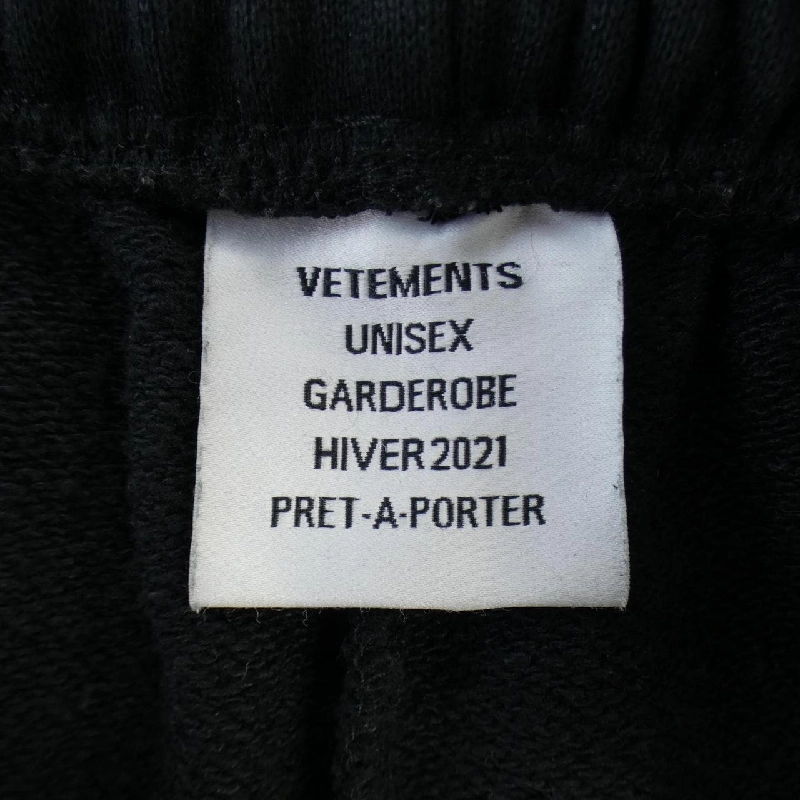 VETEMENTS
UNISEX
GARDEROBE
HIVER 2021
PRET-A-PORTER